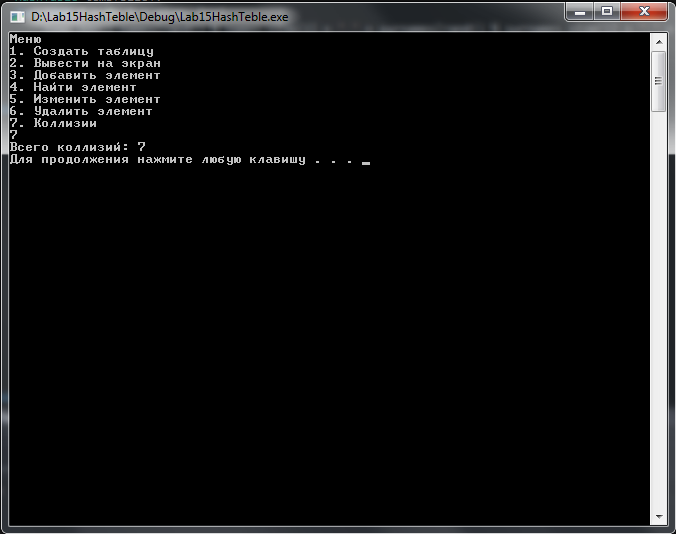 D:\Lab15HashTeble\Debug\Lab15HashTeble.exe
Меню
1. Создать таблицу
2. Вывести на экран
3. Добавить элемент
4. Найти элемент
5. Изменить элемент
6. Удалить элемент
7. Коллизии
7
Всего коллизий: 7
Для продолжения нажмите любую клавишу . . .